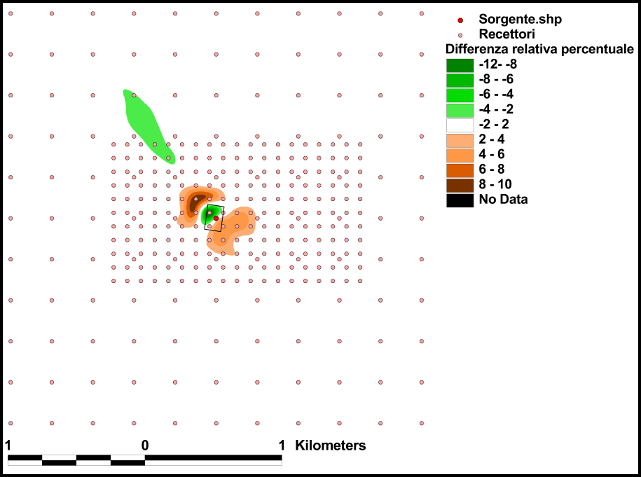 Sorgente.shp
Recettori
Differenza relativa percentuale
-12- -8
-8 - -6
-6 - -4
-4 - -2
-2 - 2
2 - 4
4 - 6
6 - 8
8 - 10
No Data
1 0 1 Kilometers